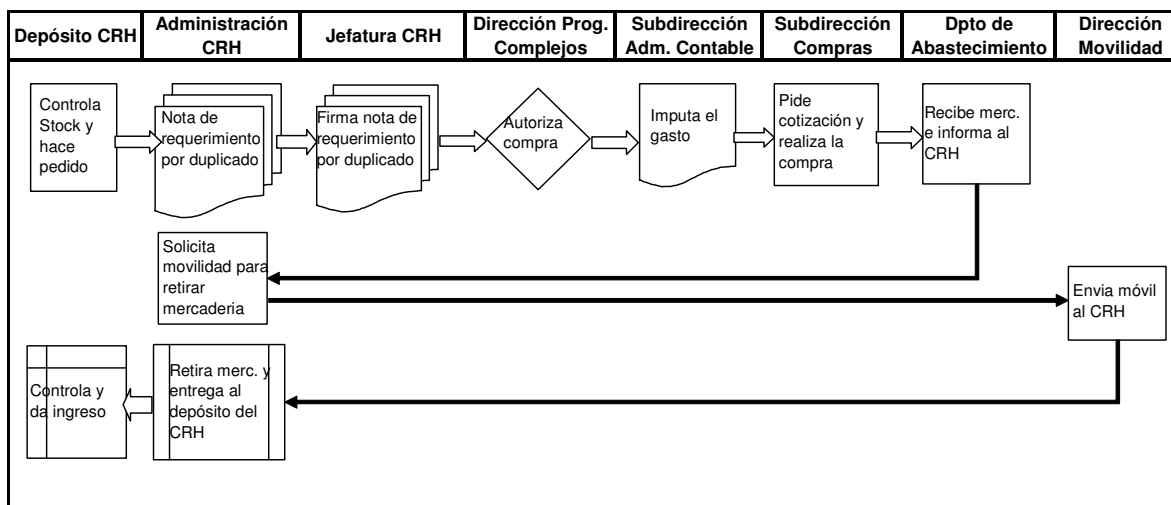 Depósito CRH
Administración
CRH
Jefatura CRH
Dirección Prog.
Complejos
Subdirección
Adm. Contable
Subdirección
Compras
Dpto de
Abastecimiento
Dirección
Movilidad
Controla
Stock y
hace
pedido
Nota de
requerimiento
por duplicado
Firma nota de
requerimiento
por duplicado
Autoriza
compra
Imputa el
gasto
Pide
cotización y
realiza la
compra
Recibe merc.
e informa al
CRH
Solicita
movilidad para
retirar
mercaderia
Envia móvil
al CRH
Controla y
da ingreso
Retira merc. y
entrega al
depósito del
CRH